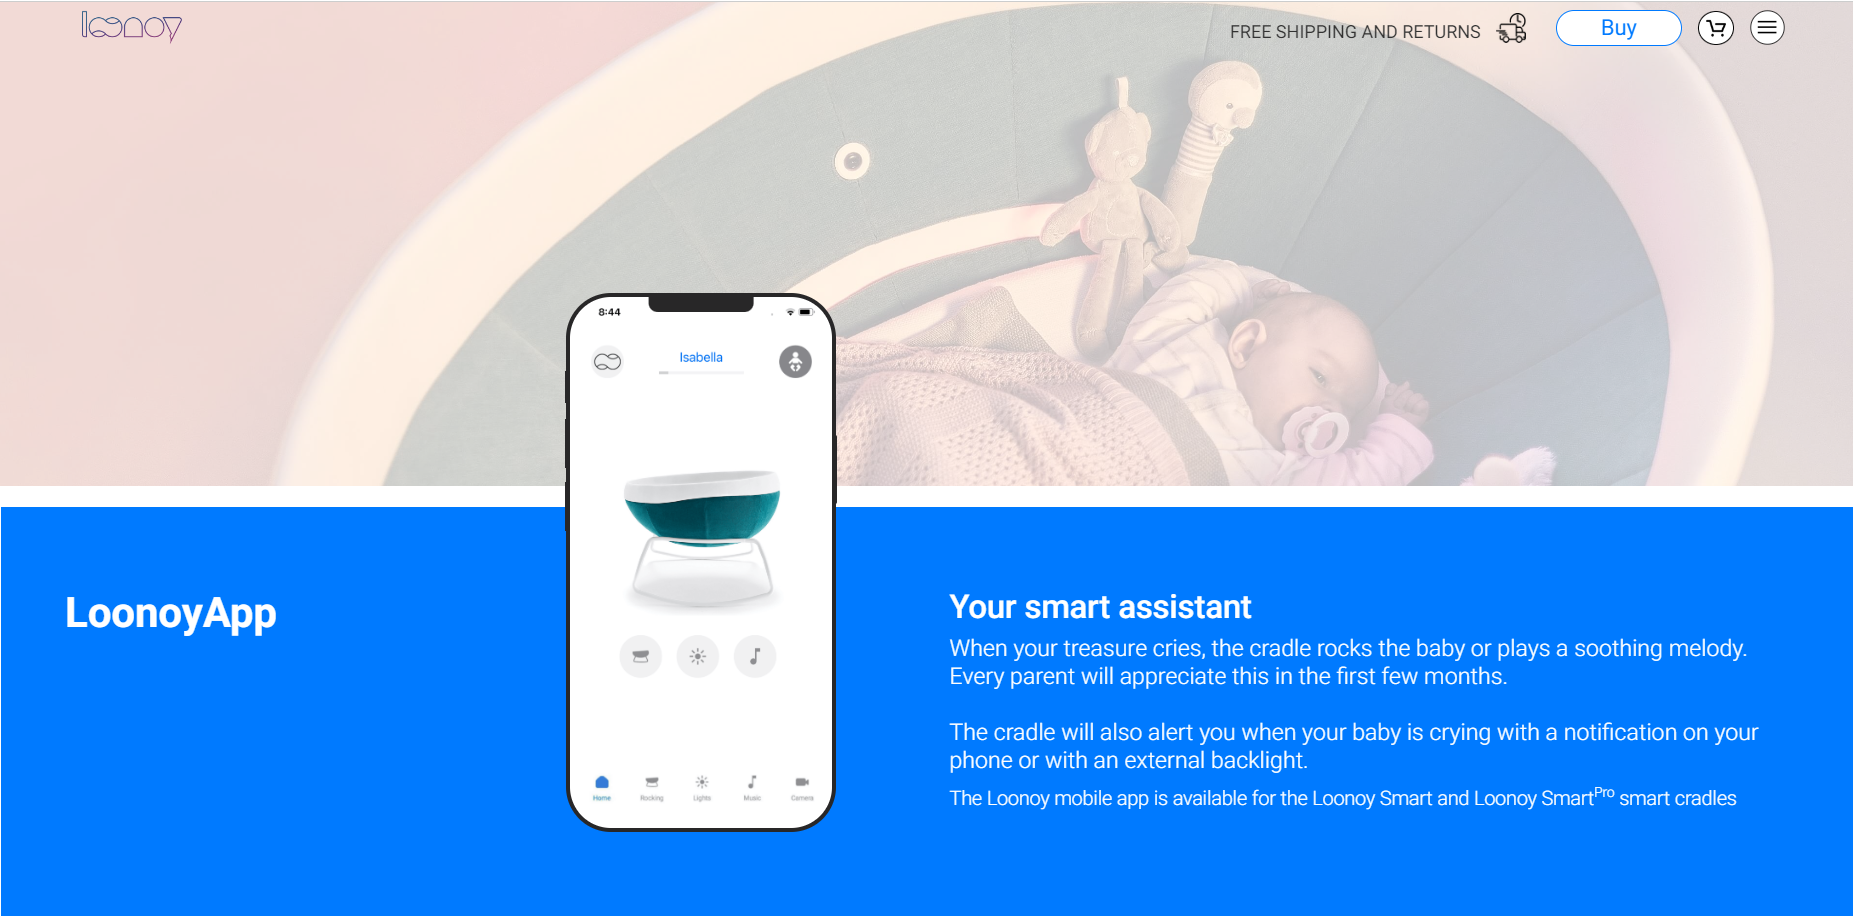 loonoy
FREE SHIPPING AND RETURNS
Buy
8:44
Isabella
Home
Rocking
Lights
Music
Camera
LoonoyApp
Your smart assistant
When your treasure cries, the cradle rocks the baby or plays a soothing melody.
Every parent will appreciate this in the first few months.
The cradle will also alert you when your baby is crying with a notification on your
phone or with an external backlight.
The Loonoy mobile app is available for the Loonoy Smart and Loonoy SmartPro smart cradles